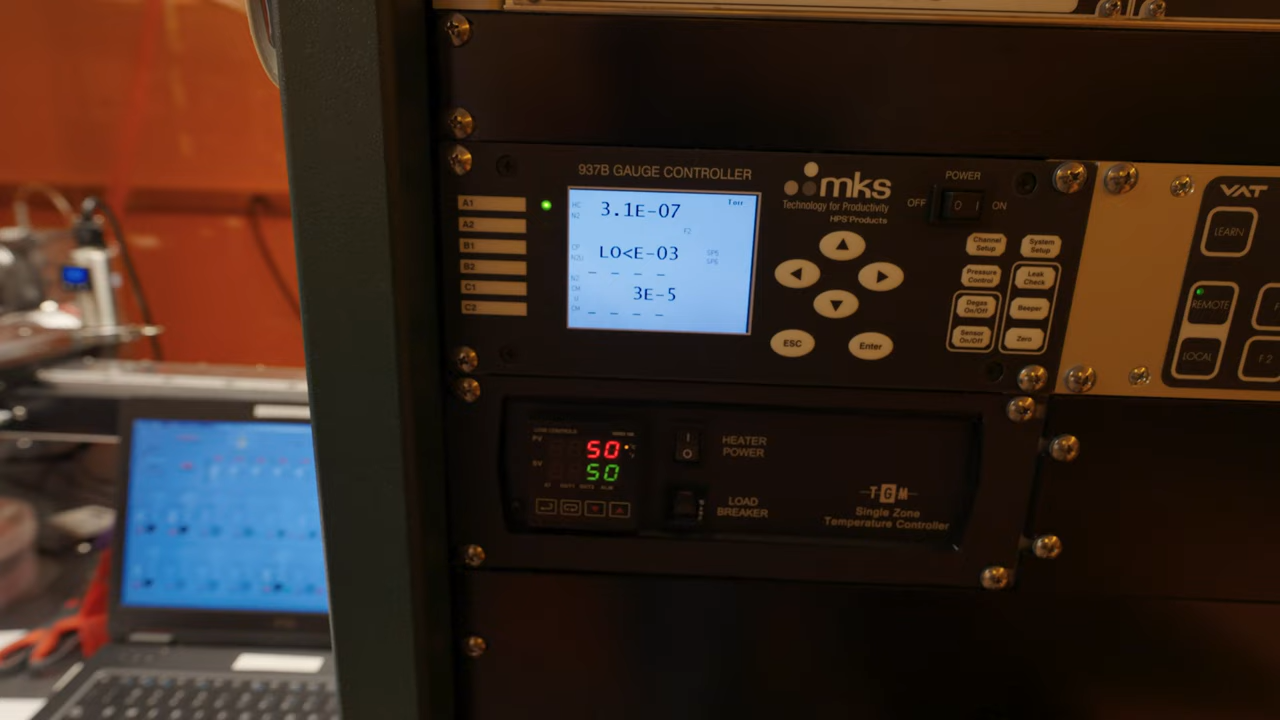 937B GAUGE CONTROLLER
mks
Technology for Productivity
HPS Products
POWER
OFF
O I
ON
A1
A2
B1
B2
C1
C2
3.1E-07
Torr
N2
LO<E-03
- - - -
3E-5
- - - -
ESC
Enter
Channel Setup
System Setup
Pressure Control
Leak Check
Degas On/Off
Beeper
Sensor On/Off
Zero
VAT
LEARN
REMOTE
LOCAL
F 2
PV
50
SV
50
I
O
HEATER POWER
LOAD BREAKER
TGM
Single Zone
Temperature Controller